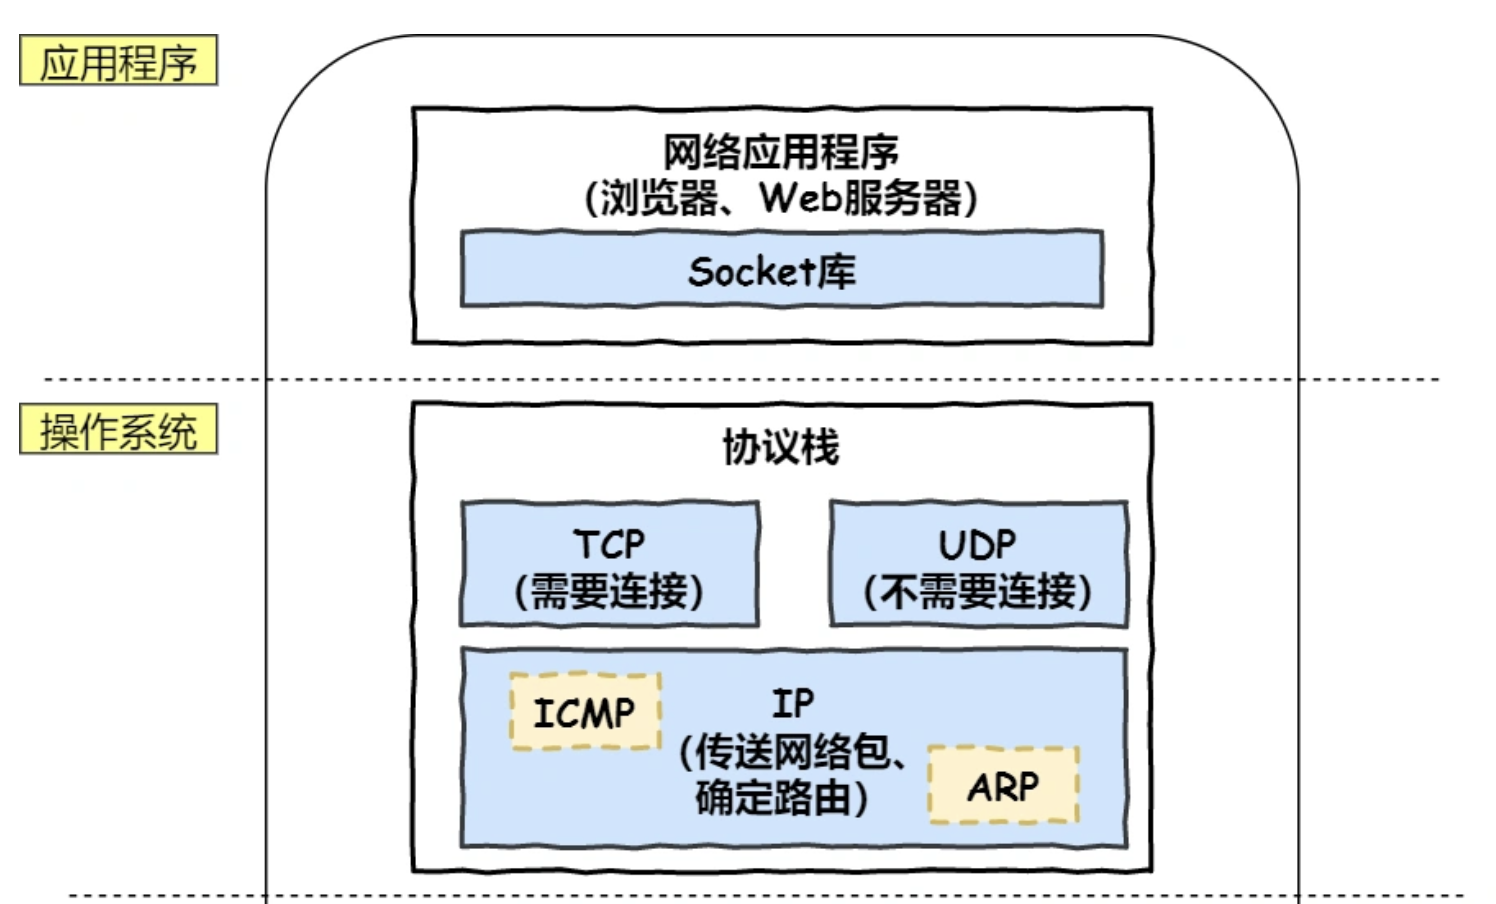 应用程序
网络应用程序
(浏览器、Web服务器)
Socket库
操作系统
协议栈
TCP
(需要连接)
UDP
(不需要连接)
ICMP
IP
(传送网络包、
确定路由)
ARP